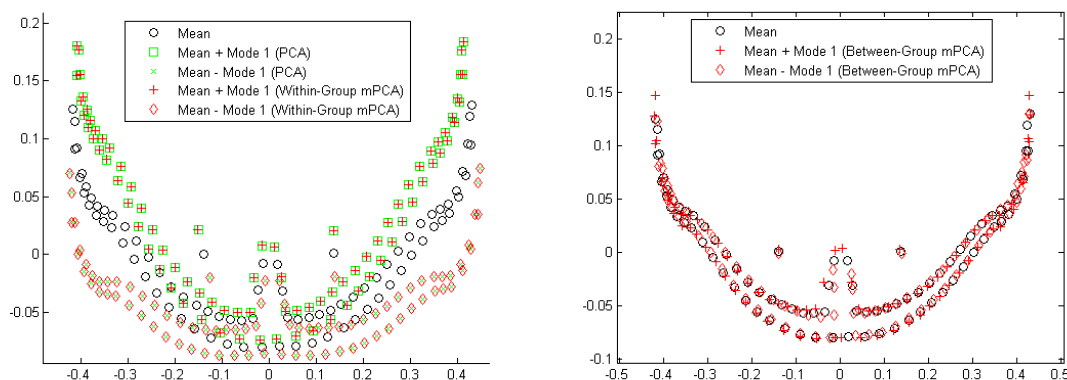 0.2
0.15
0.1
0.05
0
-0.05
-0.4 -0.3 -0.2 -0.1 0 0.1 0.2 0.3 0.4
Mean
Mean + Mode 1 (PCA)
Mean - Mode 1 (PCA)
Mean + Mode 1 (Within-Group mPCA)
Mean - Mode 1 (Within-Group mPCA)
0.2
0.15
0.1
0.05
0
-0.05
-0.1
-0.5 -0.4 -0.3 -0.2 -0.1 0 0.1 0.2 0.3 0.4 0.5
Mean
Mean + Mode 1 (Between-Group mPCA)
Mean - Mode 1 (Between-Group mPCA)